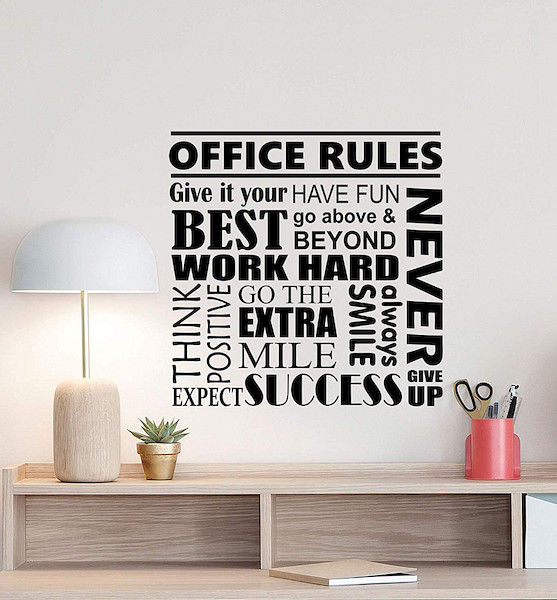 OFFICE RULES
Give it your
BEST
HAVE FUN
go above &
BEYOND
WORK HARD
THINK
POSITIVE
GO THE
EXTRA
MILE
always
SMILE
EXPECT SUCCESS
NEVER
GIVE
UP